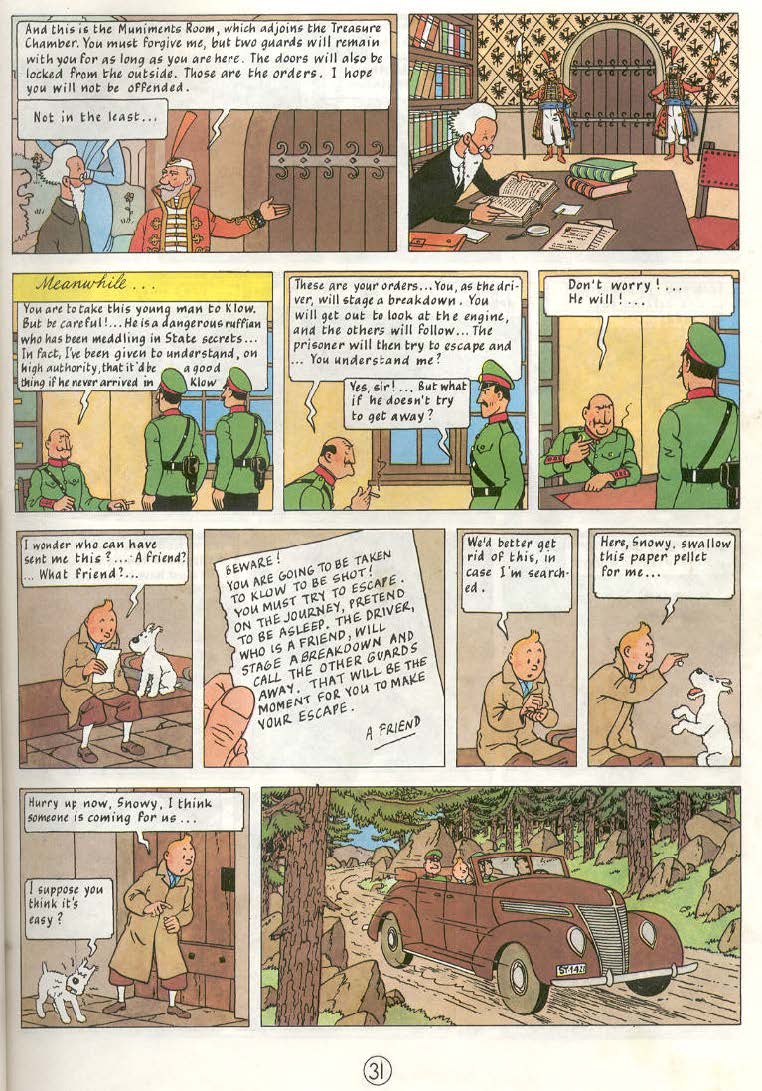 And this is the Muniments Room, which adjoins the Treasure
Chamber. You must forgive me, but two guards will remain
with you for as long as you are here. The doors will also be
locked from the outside. Those are the orders. I hope
you will not be offended.
Not in the least...
Meanwhile...
You are to take this young man to Klow.
But be careful!... He is a dangerous ruffian
who has been meddling in State secrets...
In fact, I've been given to understand, on
high authority, that it'd be a good
thing if he never arrived in Klow
These are your orders... You, as the dri-
ver, will stage a breakdown. You
will get out to look at the engine,
and the others will follow... The
prisoner will then try to escape and
... You understand me?
Yes, sir!... But what
if he doesn't try
to get away?
Don't worry!...
He will!...
I wonder who can have
sent me this?... A friend?
... What friend?...
BEWARE!
YOU ARE GOING TO BE TAKEN
TO KLOW TO BE SHOT!
YOU MUST TRY TO ESCAPE.
ON THE JOURNEY, PRETEND
TO BE ASLEEP. THE DRIVER,
WHO IS A FRIEND, WILL
STAGE A BREAKDOWN AND
CALL THE OTHER GUARDS
AWAY. THAT WILL BE THE
MOMENT FOR YOU TO MAKE
YOUR ESCAPE.
A FRIEND
We'd better get
rid of this, in
case I'm search-
ed.
Here, Snowy, swallow
this paper pellet
for me...
Hurry up now, Snowy, I think
someone is coming for us...
I suppose you
think it's
easy?
31